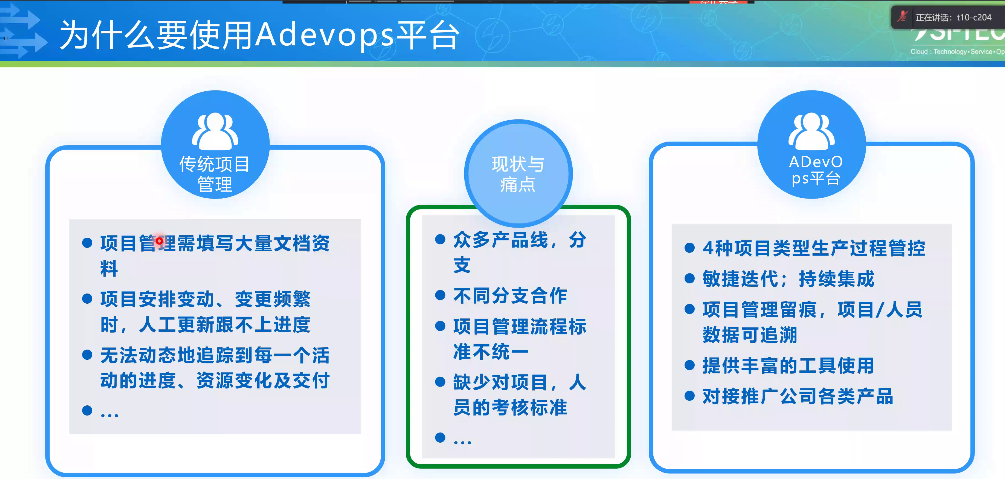 为什么要使用Adevops平台
正在讲话：t10-c204
Cloud
Technology
Service
传统项目
管理
项目管理需填写大量文档资
料
项目安排变动、变更频繁
时，人工更新跟不上进度
无法动态地追踪到每一个活
动的进度、资源变化及交付
...
现状与
痛点
众多产品线，分
支
不同分支合作
项目管理流程标
准不统一
缺少对项目，人
员的考核标准
...
ADevO
ps平台
4种项目类型生产过程管控
敏捷迭代；持续集成
项目管理留痕，项目/人员
数据可追溯
提供丰富的工具使用
对接推广公司各类产品